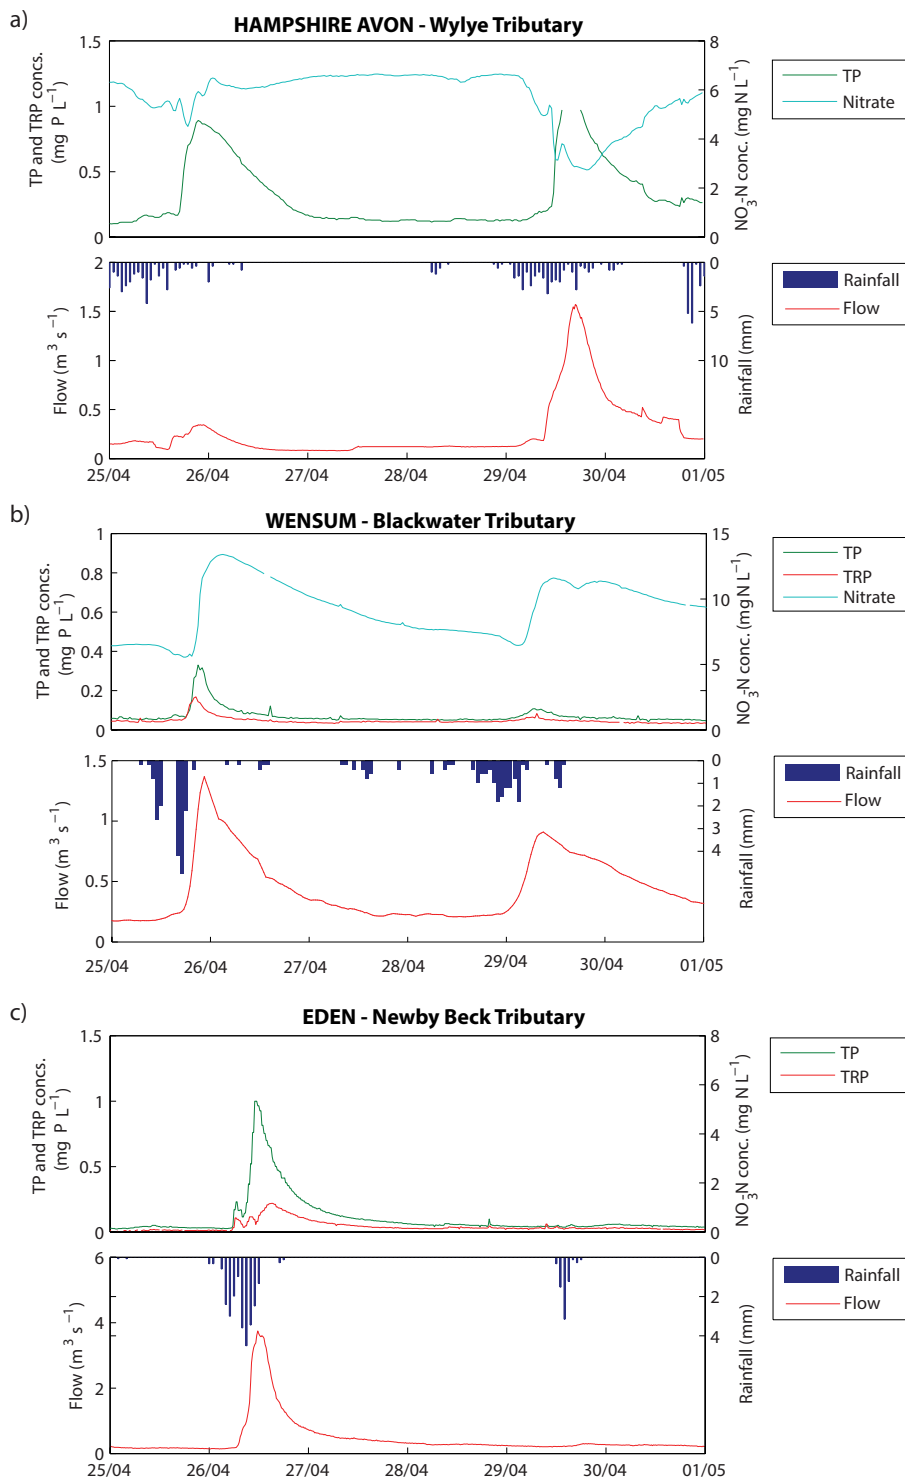 a)
HAMPSHIRE AVON - Wylye Tributary
TP and TRP concs.
(mg P L−1)
1.5
1
0.5
0
8
6
4
2
0
NO3-N conc. (mg N L−1)
TP
Nitrate
Flow (m3 s−1)
2
1.5
1
0.5
0
0
5
10
Rainfall (mm)
Rainfall
Flow
25/04 26/04 27/04 28/04 29/04 30/04 01/05
b)
WENSUM - Blackwater Tributary
TP and TRP concs.
(mg P L−1)
1
0.8
0.6
0.4
0.2
0
15
10
5
0
NO3-N conc. (mg N L−1)
TP
TRP
Nitrate
Flow (m3 s−1)
1.5
1
0.5
0
0
1
2
3
4
Rainfall (mm)
Rainfall
Flow
25/04 26/04 27/04 28/04 29/04 30/04 01/05
c)
EDEN - Newby Beck Tributary
TP and TRP concs.
(mg P L−1)
1.5
1
0.5
0
8
6
4
2
0
NO3-N conc. (mg N L−1)
TP
TRP
Flow (m3 s−1)
6
4
2
0
0
4
Rainfall (mm)
Rainfall
Flow
25/04 26/04 27/04 28/04 29/04 30/04 01/05